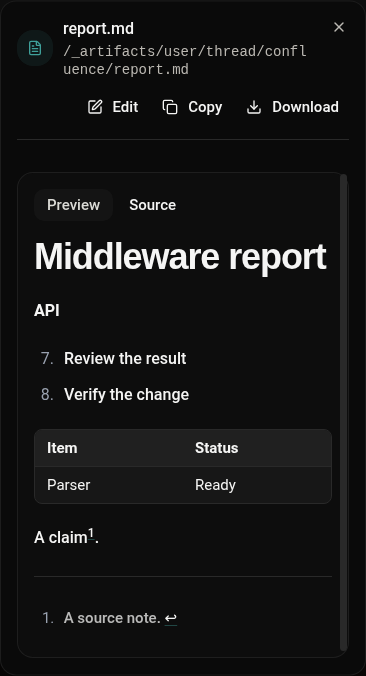 report.md
/_artifacts/user/thread/confl
uence/report.md
Edit Copy Download
Preview Source
Middleware report
API
7. Review the result
8. Verify the change
Item Status
Parser Ready
A claim1.
1. A source note. ↩